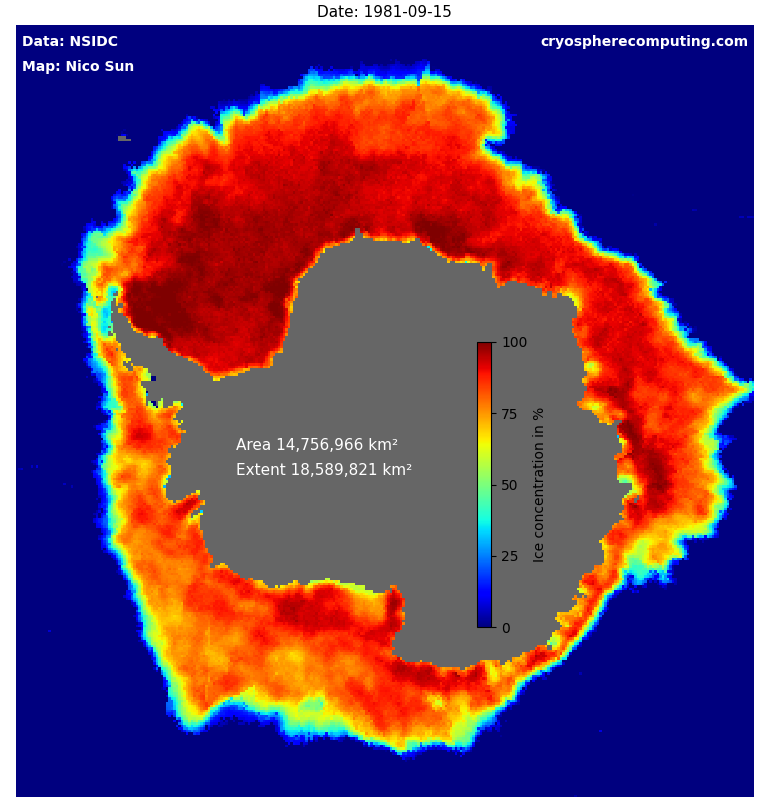 Date: 1981-09-15
Data: NSIDC
cryospherecomputing.com
Map: Nico Sun
100
75
50
25
0
Ice concentration in %
Area 14,756,966 km²
Extent 18,589,821 km²